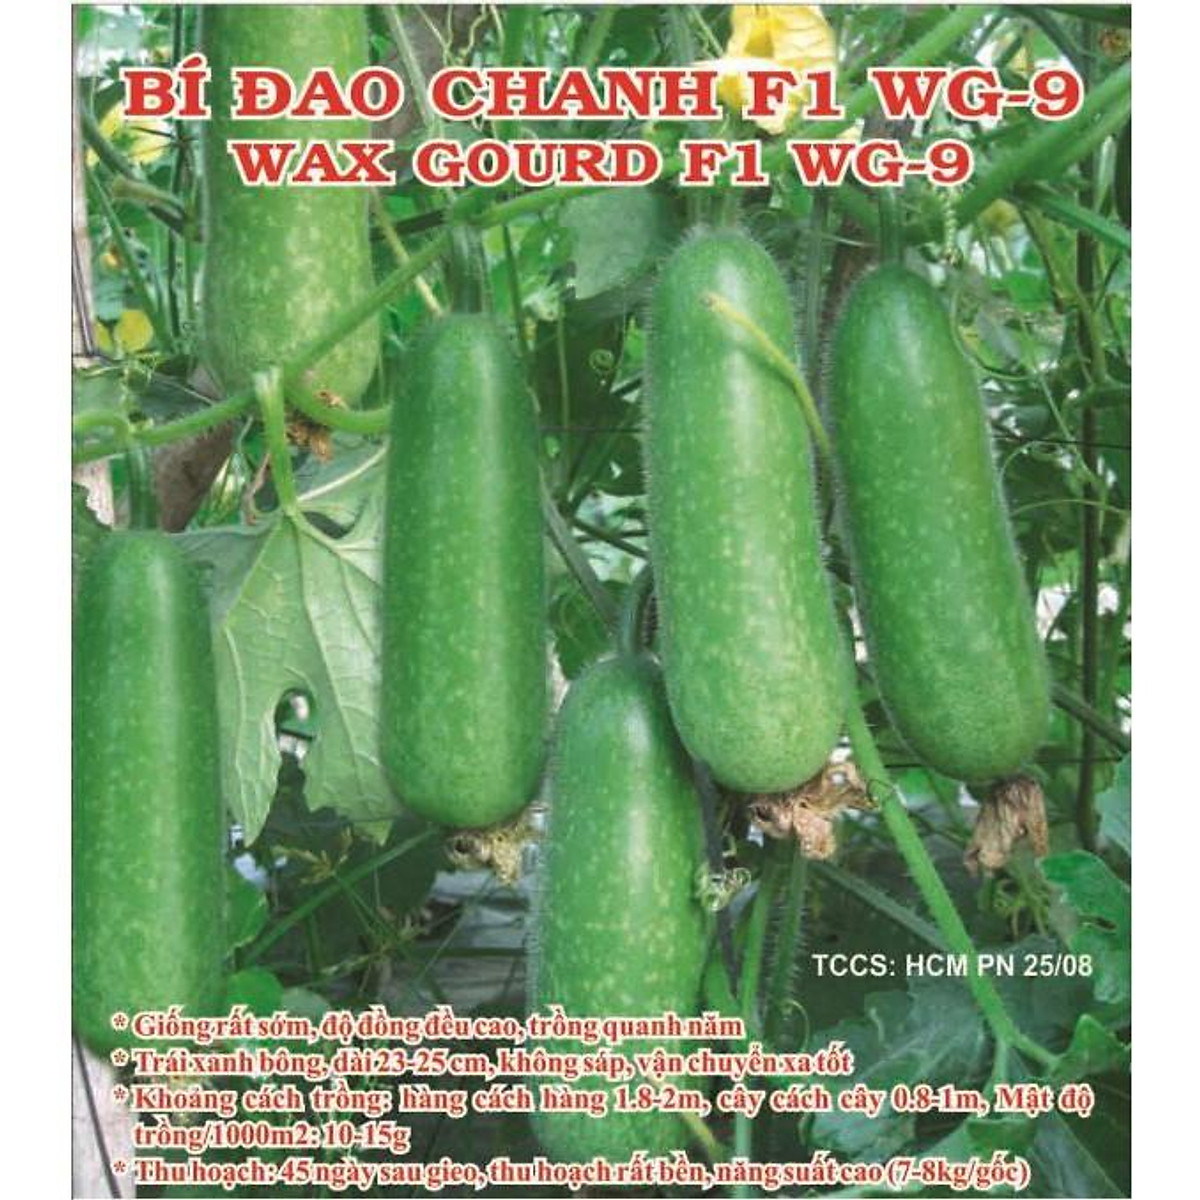 BÍ ĐAO CHANH F1 WG-9
WAX GOURD F1 WG-9
TCCS: HCM PN 25/08
* Giống rất sớm, độ đồng đều cao, trồng quanh năm
* Trái xanh bông, dài 23-25 cm, không sáp, vận chuyển xa tốt
* Khoảng cách trồng: hàng cách hàng 1.8-2m, cây cách cây 0.8-1m, Mật độ
trồng/1000m2: 10-15g
* Thu hoạch: 45 ngày sau gieo, thu hoạch rất bền, năng suất cao (7-8kg/gốc)